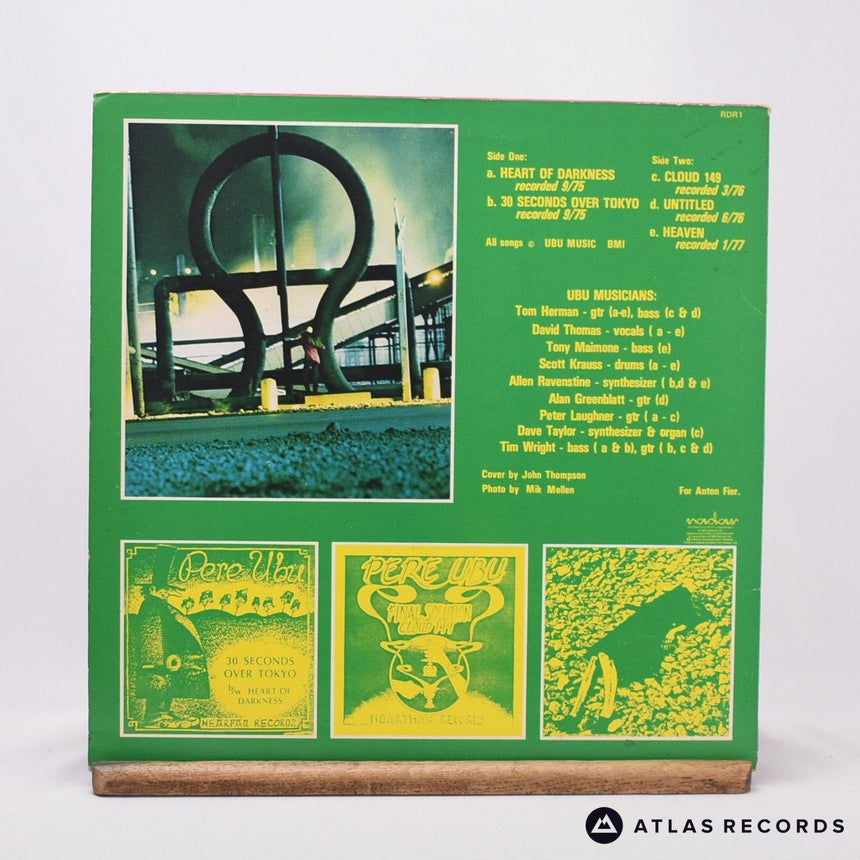 RDR1
Side One:
a. HEART OF DARKNESS
recorded 9/75
b. 30 SECONDS OVER TOKYO
recorded 9/75
All songs © UBU MUSIC BMI
Side Two:
c. CLOUD 149
recorded 3/76
d. UNTITLED
recorded 6/76
e. HEAVEN
recorded 1/77
UBU MUSICIANS:
Tom Herman - gtr (a-e), bass (c & d)
David Thomas - vocals ( a - e)
Tony Maimone - bass (e)
Scott Krauss - drums (a - e)
Allen Ravenstine - synthesizer ( b,d & e)
Alan Greenblatt - gtr (d)
Peter Laughner - gtr ( a - c)
Dave Taylor - synthesizer & organ (c)
Tim Wright - bass ( a & b), gtr ( b, c & d)
Cover by John Thompson
Photo by Mik Mellen
For Anton Fier.
Pere Ubu
30 SECONDS
OVER TOKYO
b/w HEART OF
DARKNESS
HEARPAN RECORDS
PERE UBU
FINAL SOLUTION
CLOUD 149
HEARTHAN RECORDS
ATLAS RECORDS